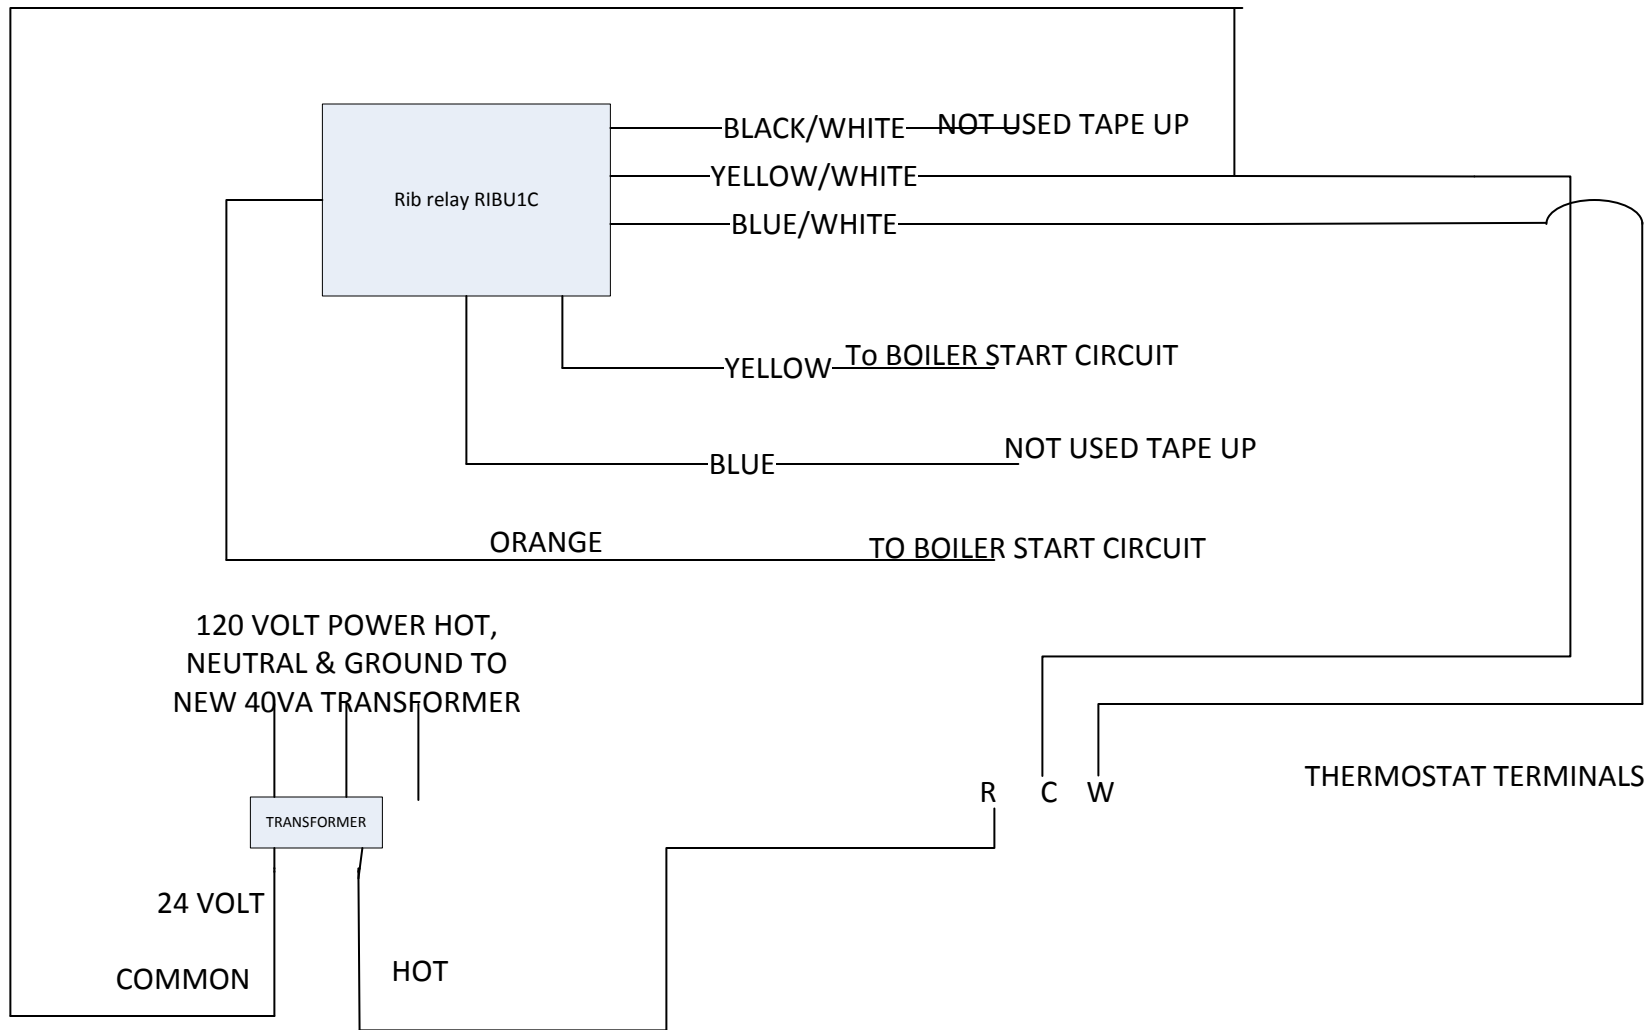 BLACK/WHITE NOT USED TAPE UP
YELLOW/WHITE
Rib relay RIBU1C
BLUE/WHITE
YELLOW To BOILER START CIRCUIT
BLUE NOT USED TAPE UP
ORANGE TO BOILER START CIRCUIT
120 VOLT POWER HOT,
NEUTRAL & GROUND TO
NEW 40VA TRANSFORMER
R C W THERMOSTAT TERMINALS
TRANSFORMER
24 VOLT
COMMON HOT